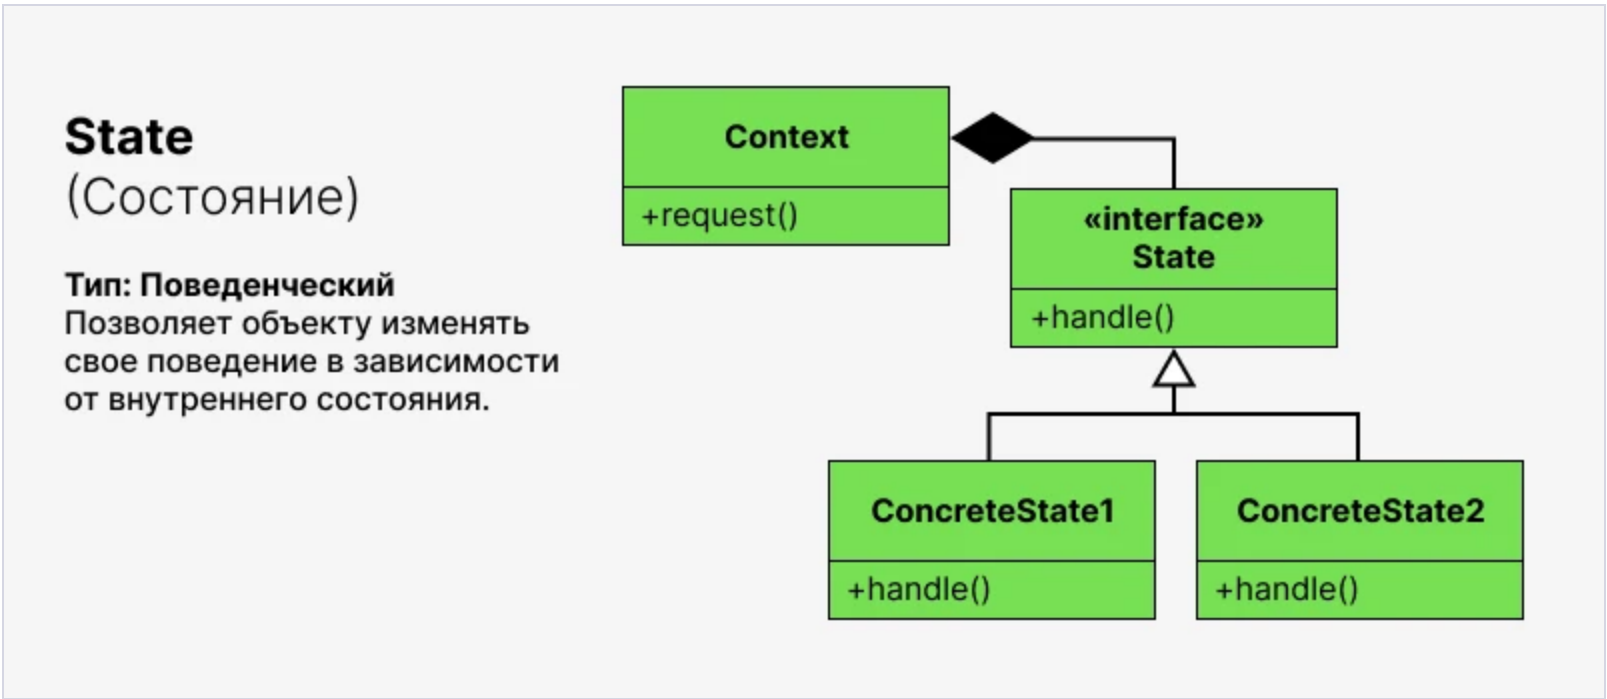 State
(Состояние)
Тип: Поведенческий
Позволяет объекту изменять
свое поведение в зависимости
от внутреннего состояния.
Context
+request()
«interface»
State
+handle()
ConcreteState1
+handle()
ConcreteState2
+handle()